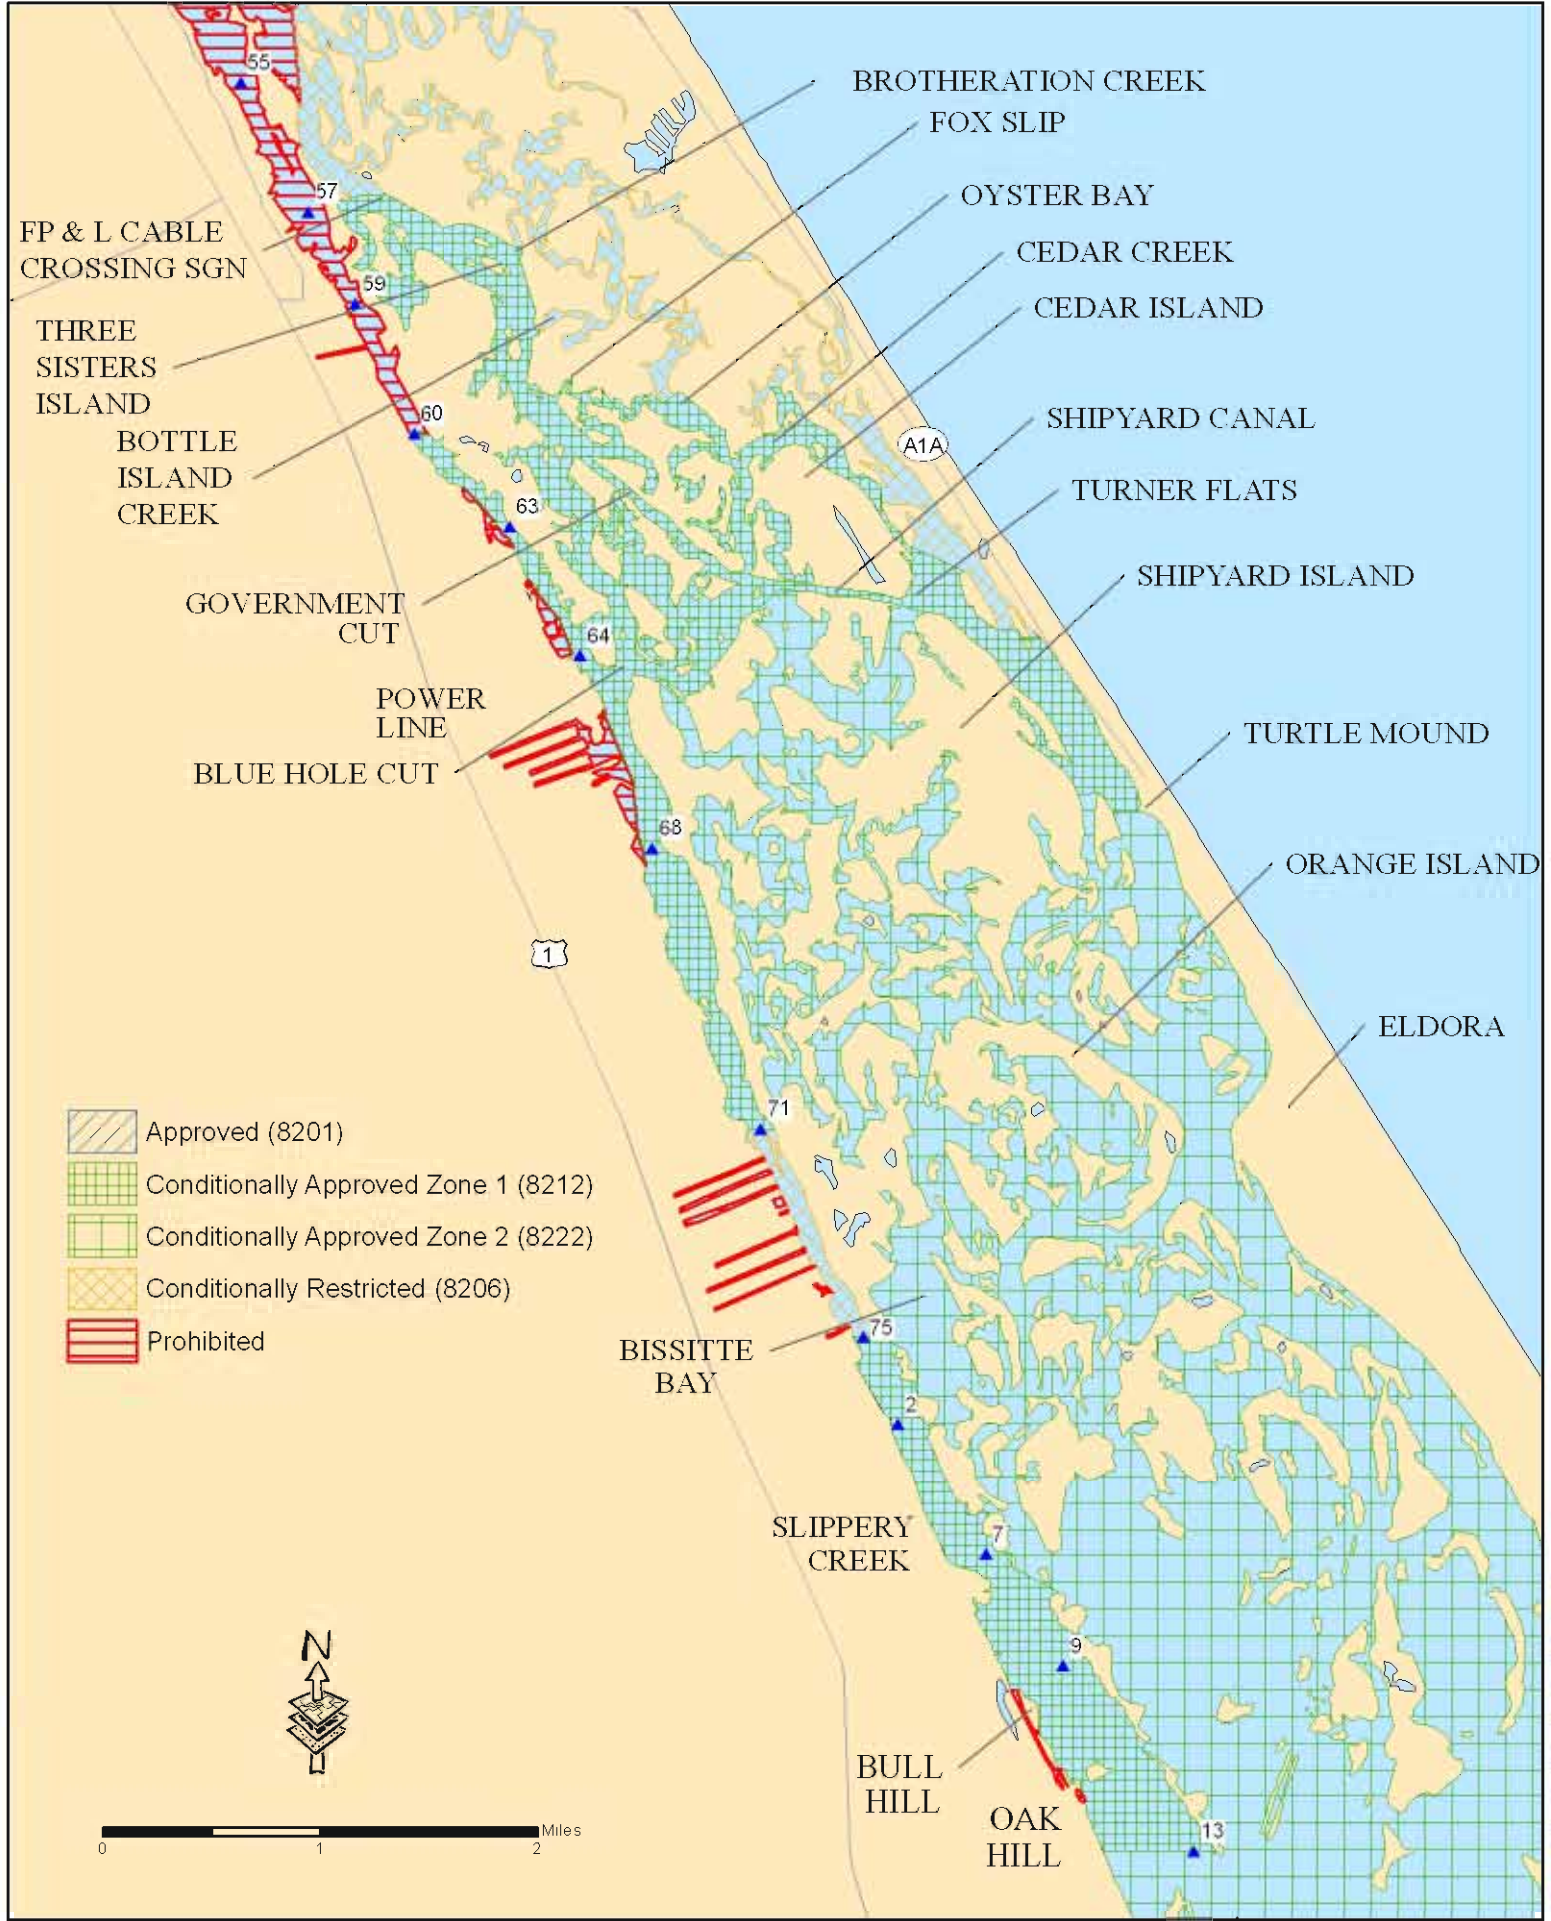 55
BROTHERATION CREEK
FOX SLIP
57
OYSTER BAY
FP & L CABLE
CROSSING SGN
CEDAR CREEK
59
CEDAR ISLAND
THREE
SISTERS
ISLAND
60
SHIPYARD CANAL
A1A
BOTTLE
ISLAND
CREEK
TURNER FLATS
63
SHIPYARD ISLAND
GOVERNMENT
CUT
64
POWER
LINE
TURTLE MOUND
BLUE HOLE CUT
68
ORANGE ISLAND
1
ELDORA
71
Approved (8201)
Conditionally Approved Zone 1 (8212)
Conditionally Approved Zone 2 (8222)
Conditionally Restricted (8206)
Prohibited
75
BISSITTE
BAY
2
SLIPPERY
CREEK
7
N
9
BULL
HILL
OAK
HILL
13
Miles
0 1 2